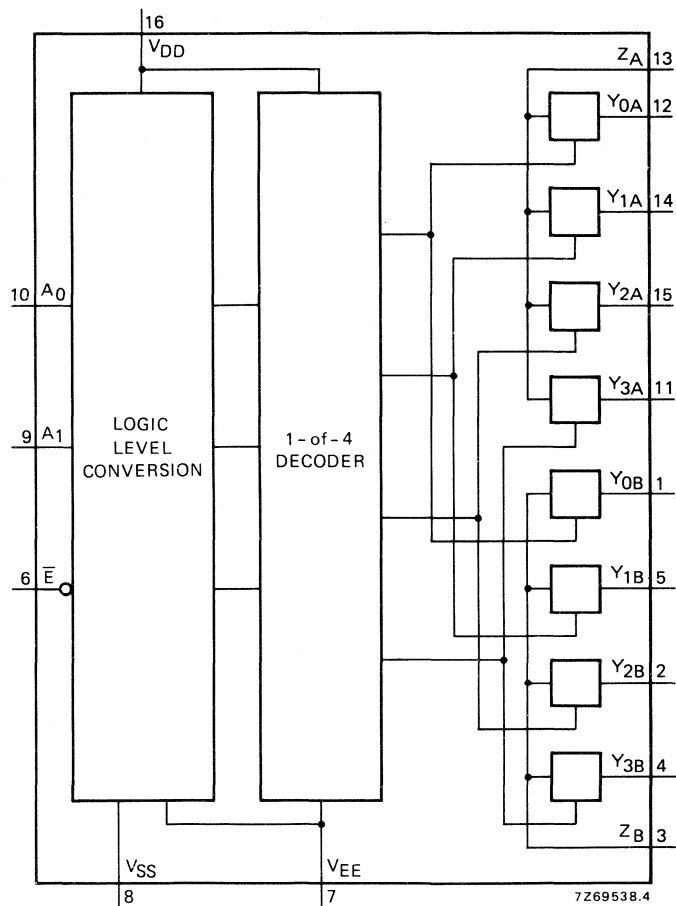 16
VDD
ZA 13
Y0A 12
Y1A 14
10 A0
Y2A 15
Y3A 11
9 A1
LOGIC
LEVEL
CONVERSION
1-of-4
DECODER
Y0B 1
6 E̅
Y1B 5
Y2B 2
Y3B 4
ZB 3
VSS
VEE
8
7
7Z69538.4